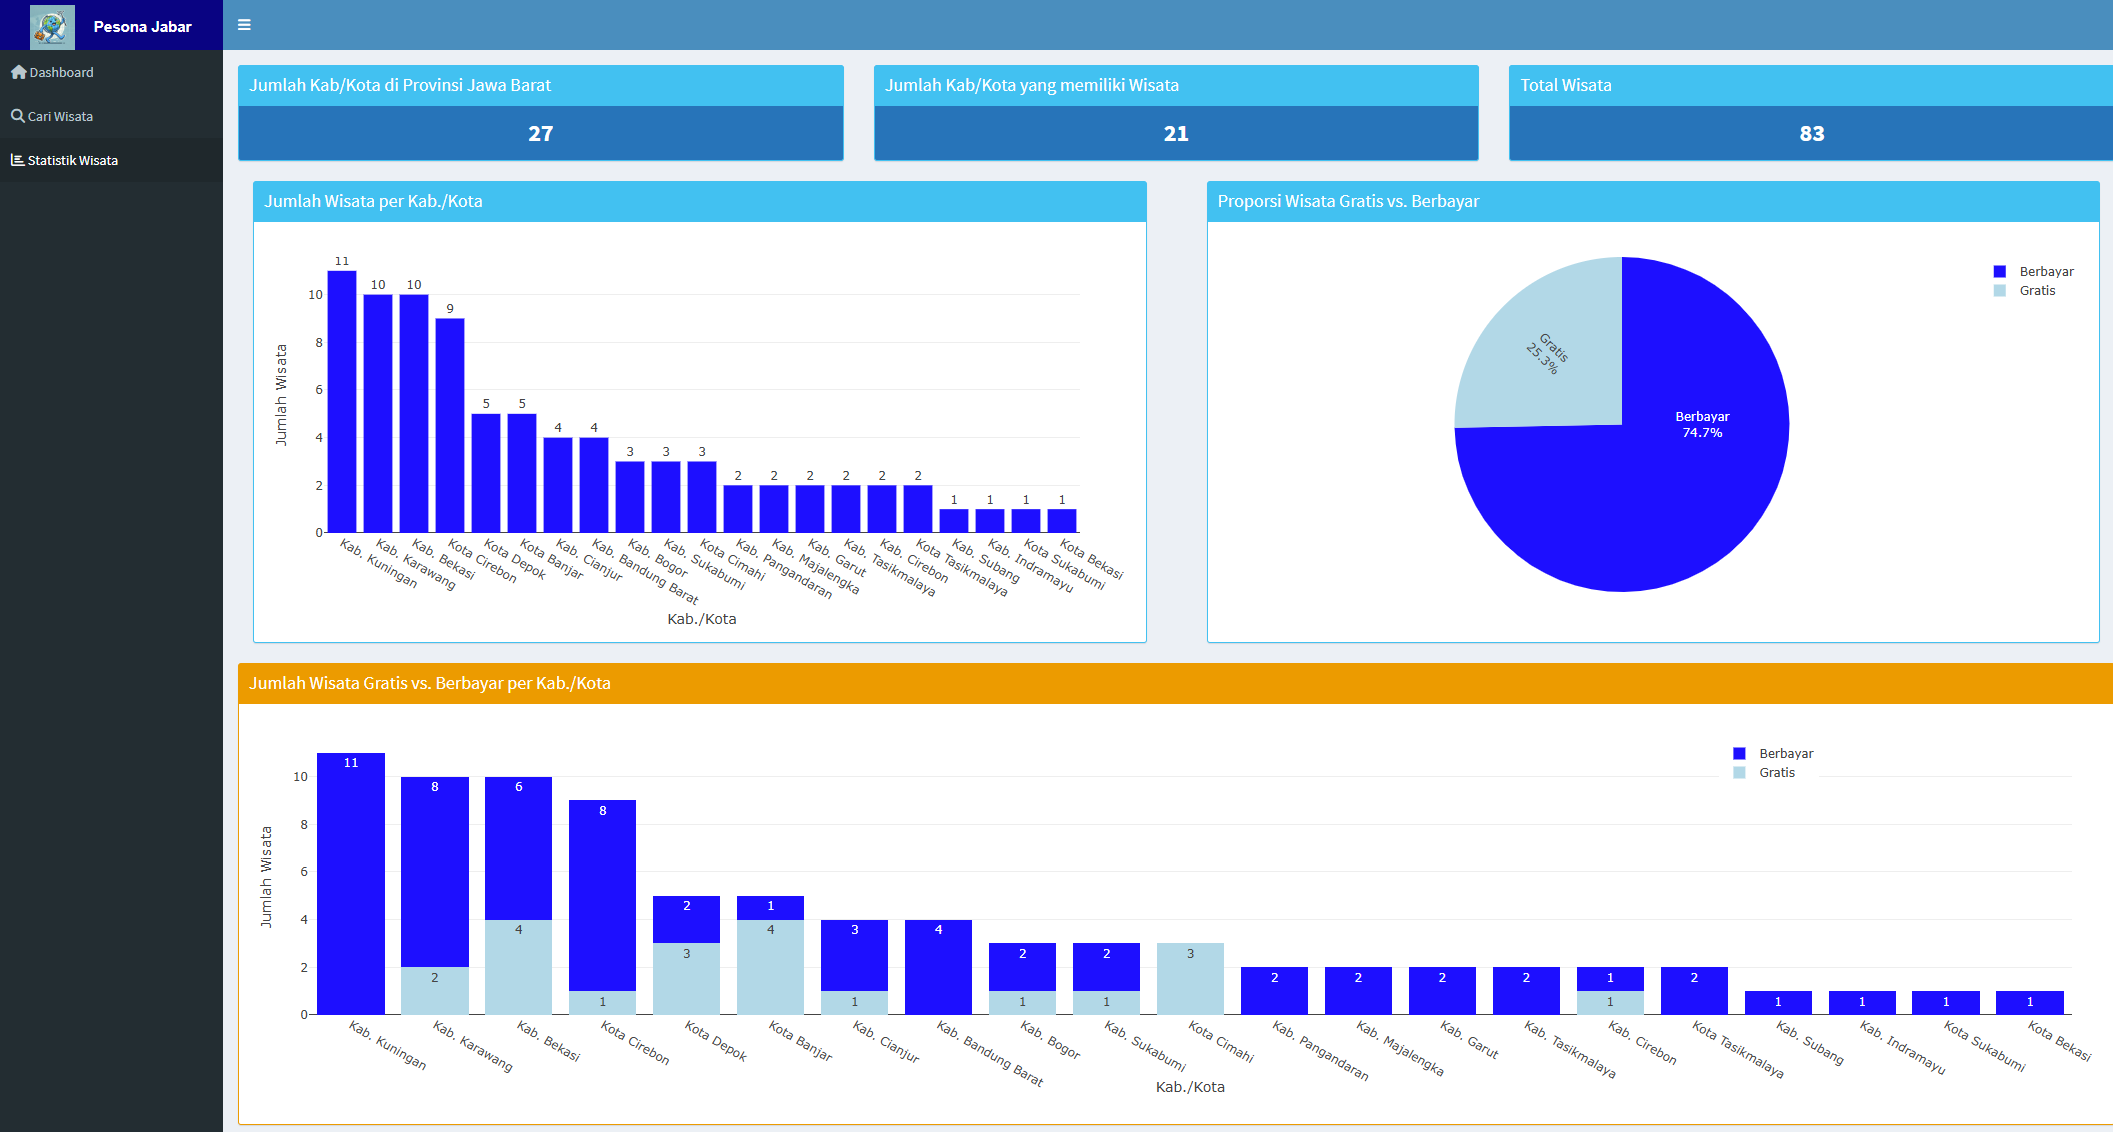 Pesona Jabar
Dashboard
Cari Wisata
Statistik Wisata
Jumlah Kab/Kota di Provinsi Jawa Barat
27
Jumlah Kab/Kota yang memiliki Wisata
21
Total Wisata
83
Jumlah Wisata per Kab./Kota
11
10
10
9
5
5
4
4
3
3
3
2
2
2
2
2
2
1
1
1
1
10
8
6
4
2
0
Jumlah Wisata
Kab. Kuningan
Kab. Karawang
Kab. Bekasi
Kota Cirebon
Kota Depok
Kota Banjar
Kab. Cianjur
Kab. Bandung Barat
Kab. Bogor
Kab. Sukabumi
Kota Cimahi
Kab. Pangandaran
Kab. Majalengka
Kab. Garut
Kab. Tasikmalaya
Kab. Cirebon
Kota Tasikmalaya
Kab. Subang
Kab. Indramayu
Kota Sukabumi
Kota Bekasi
Kab./Kota
Proporsi Wisata Gratis vs. Berbayar
Berbayar
Gratis
Gratis
25.3%
Berbayar
74.7%
Jumlah Wisata Gratis vs. Berbayar per Kab./Kota
Berbayar
Gratis
10
8
6
4
2
0
Jumlah Wisata
11
8
2
6
4
8
1
2
3
1
4
3
1
4
2
1
2
1
3
2
2
2
2
1
1
2
1
1
1
1
Kab. Kuningan
Kab. Karawang
Kab. Bekasi
Kota Cirebon
Kota Depok
Kota Banjar
Kab. Cianjur
Kab. Bandung Barat
Kab. Bogor
Kab. Sukabumi
Kota Cimahi
Kab. Pangandaran
Kab. Majalengka
Kab. Garut
Kab. Tasikmalaya
Kab. Cirebon
Kota Tasikmalaya
Kab. Subang
Kab. Indramayu
Kota Sukabumi
Kota Bekasi
Kab./Kota